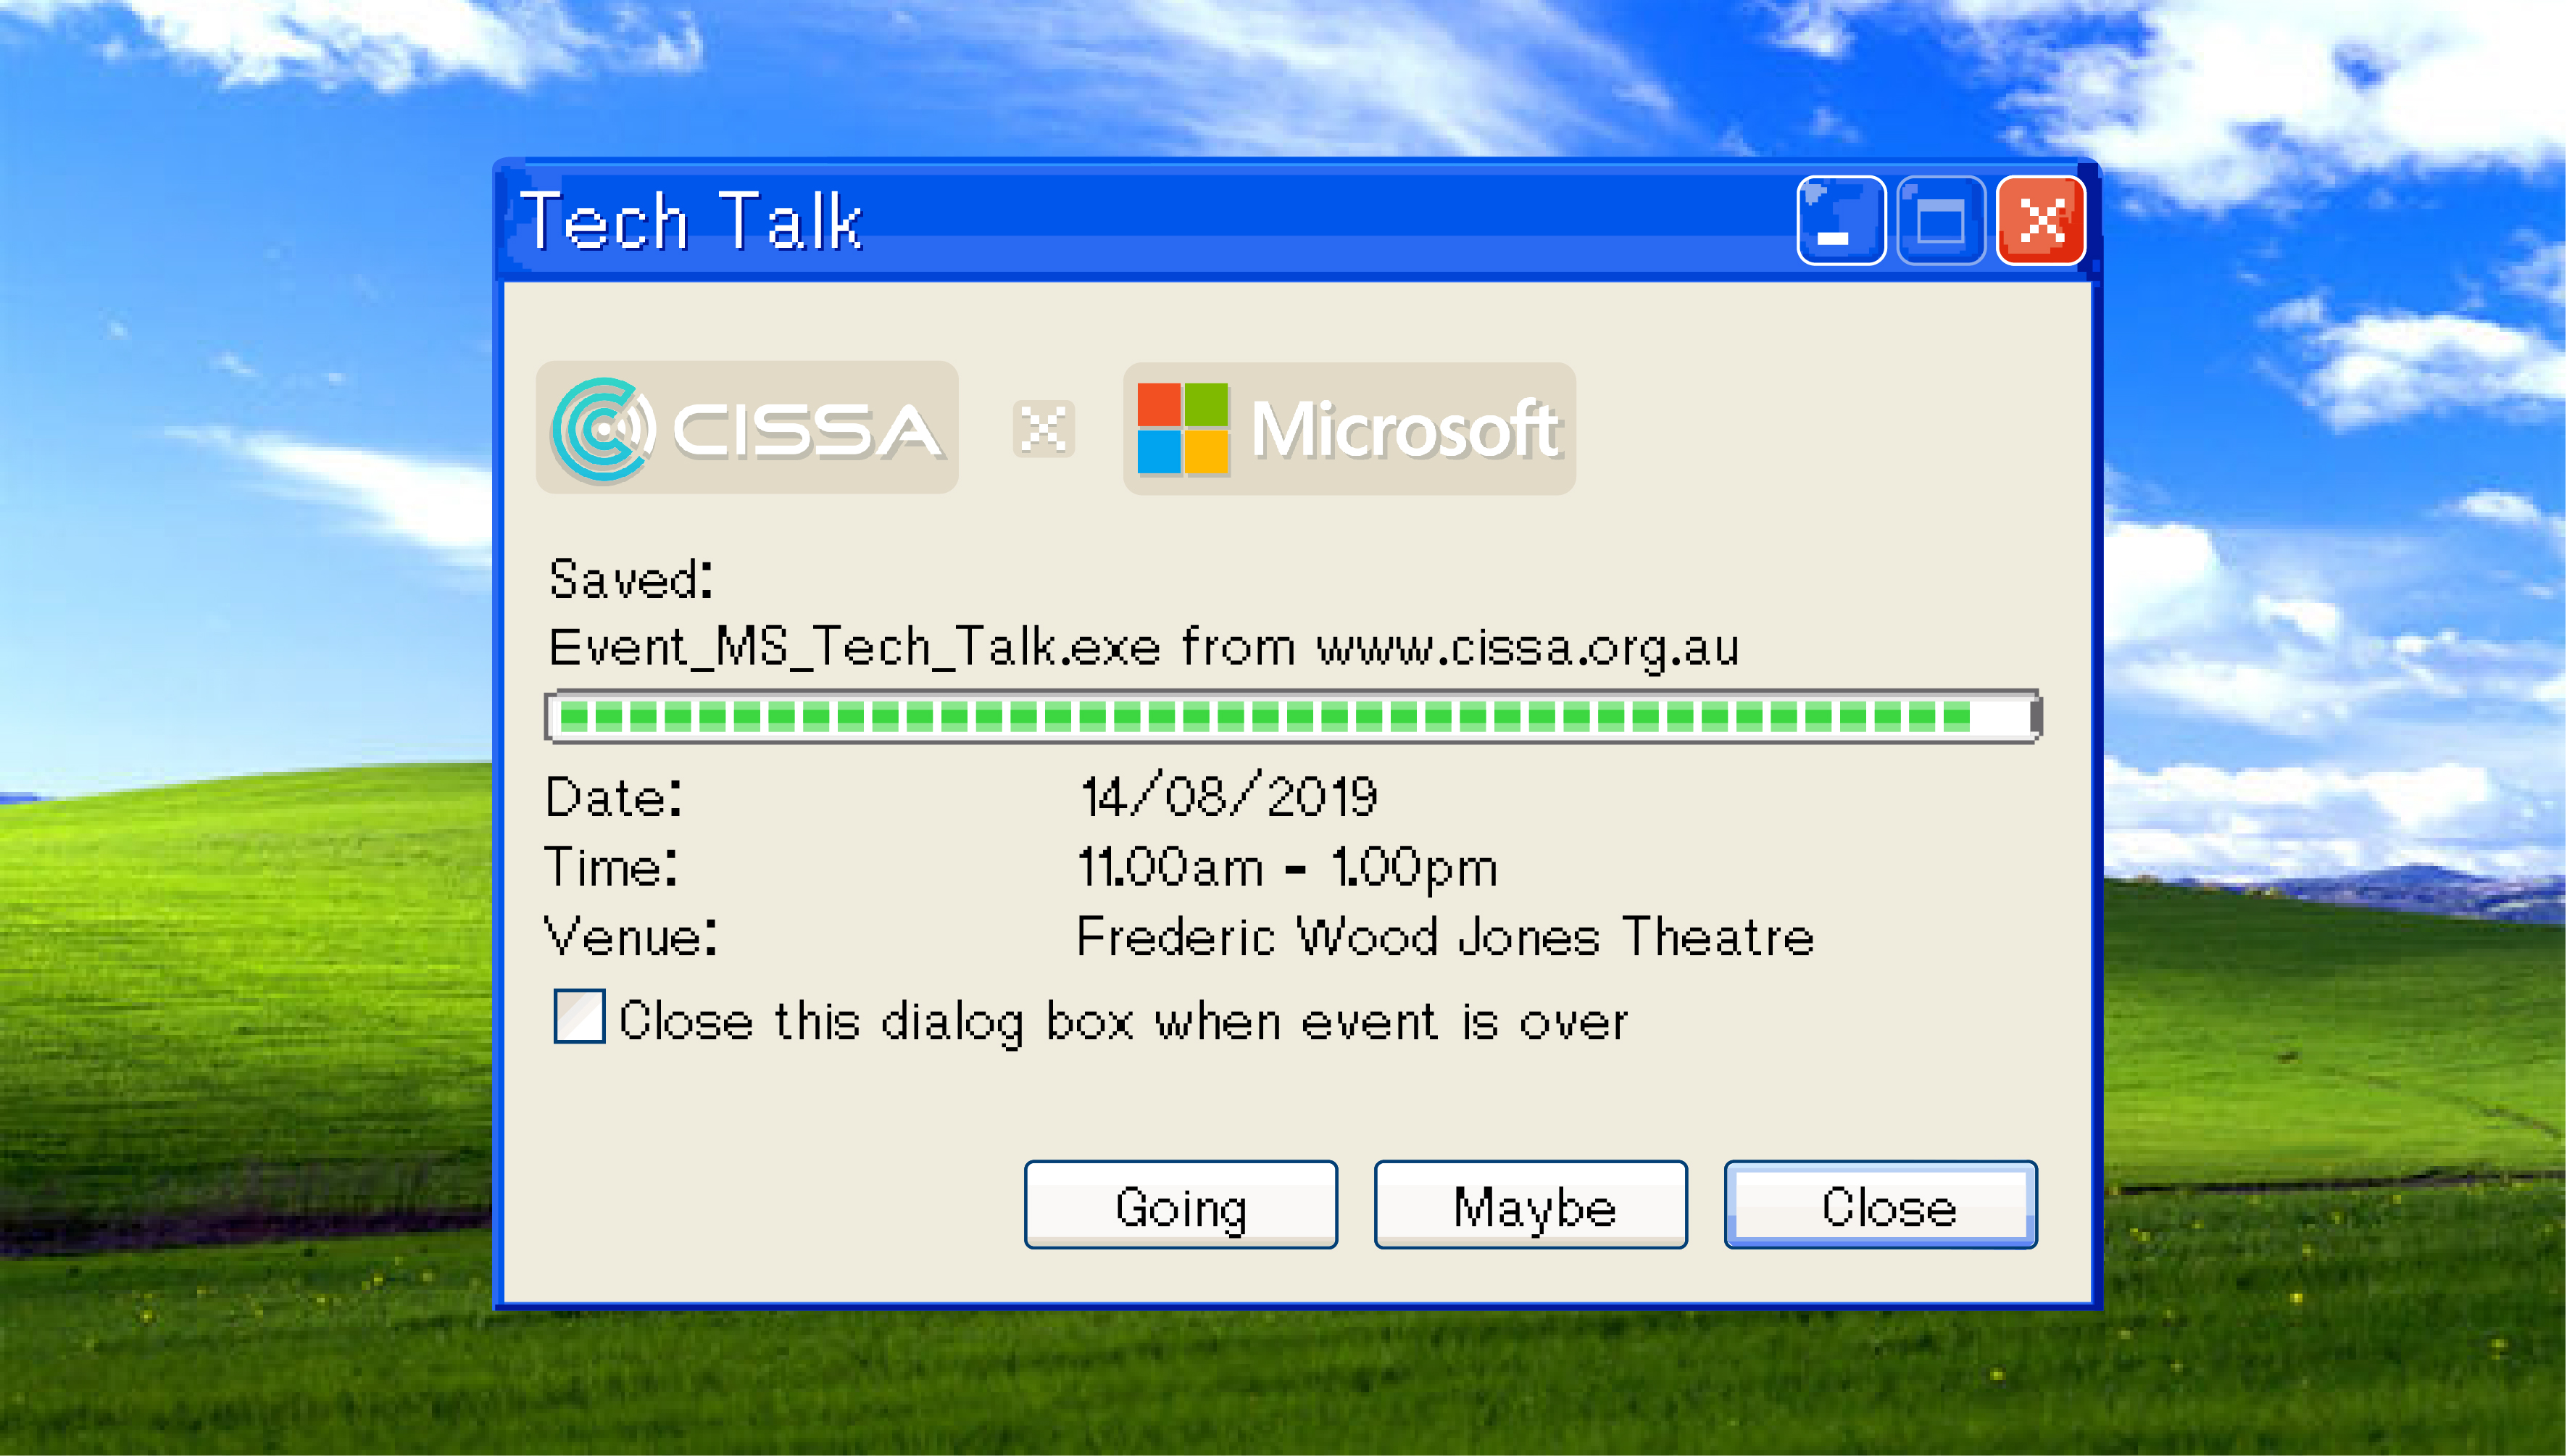 Tech Talk
CISSA x Microsoft
Saved:
Event_MS_Tech_Talk.exe from www.cissa.org.au
Date: 14/08/2019
Time: 11.00am - 1.00pm
Venue: Frederic Wood Jones Theatre
Close this dialog box when event is over
Going Maybe Close